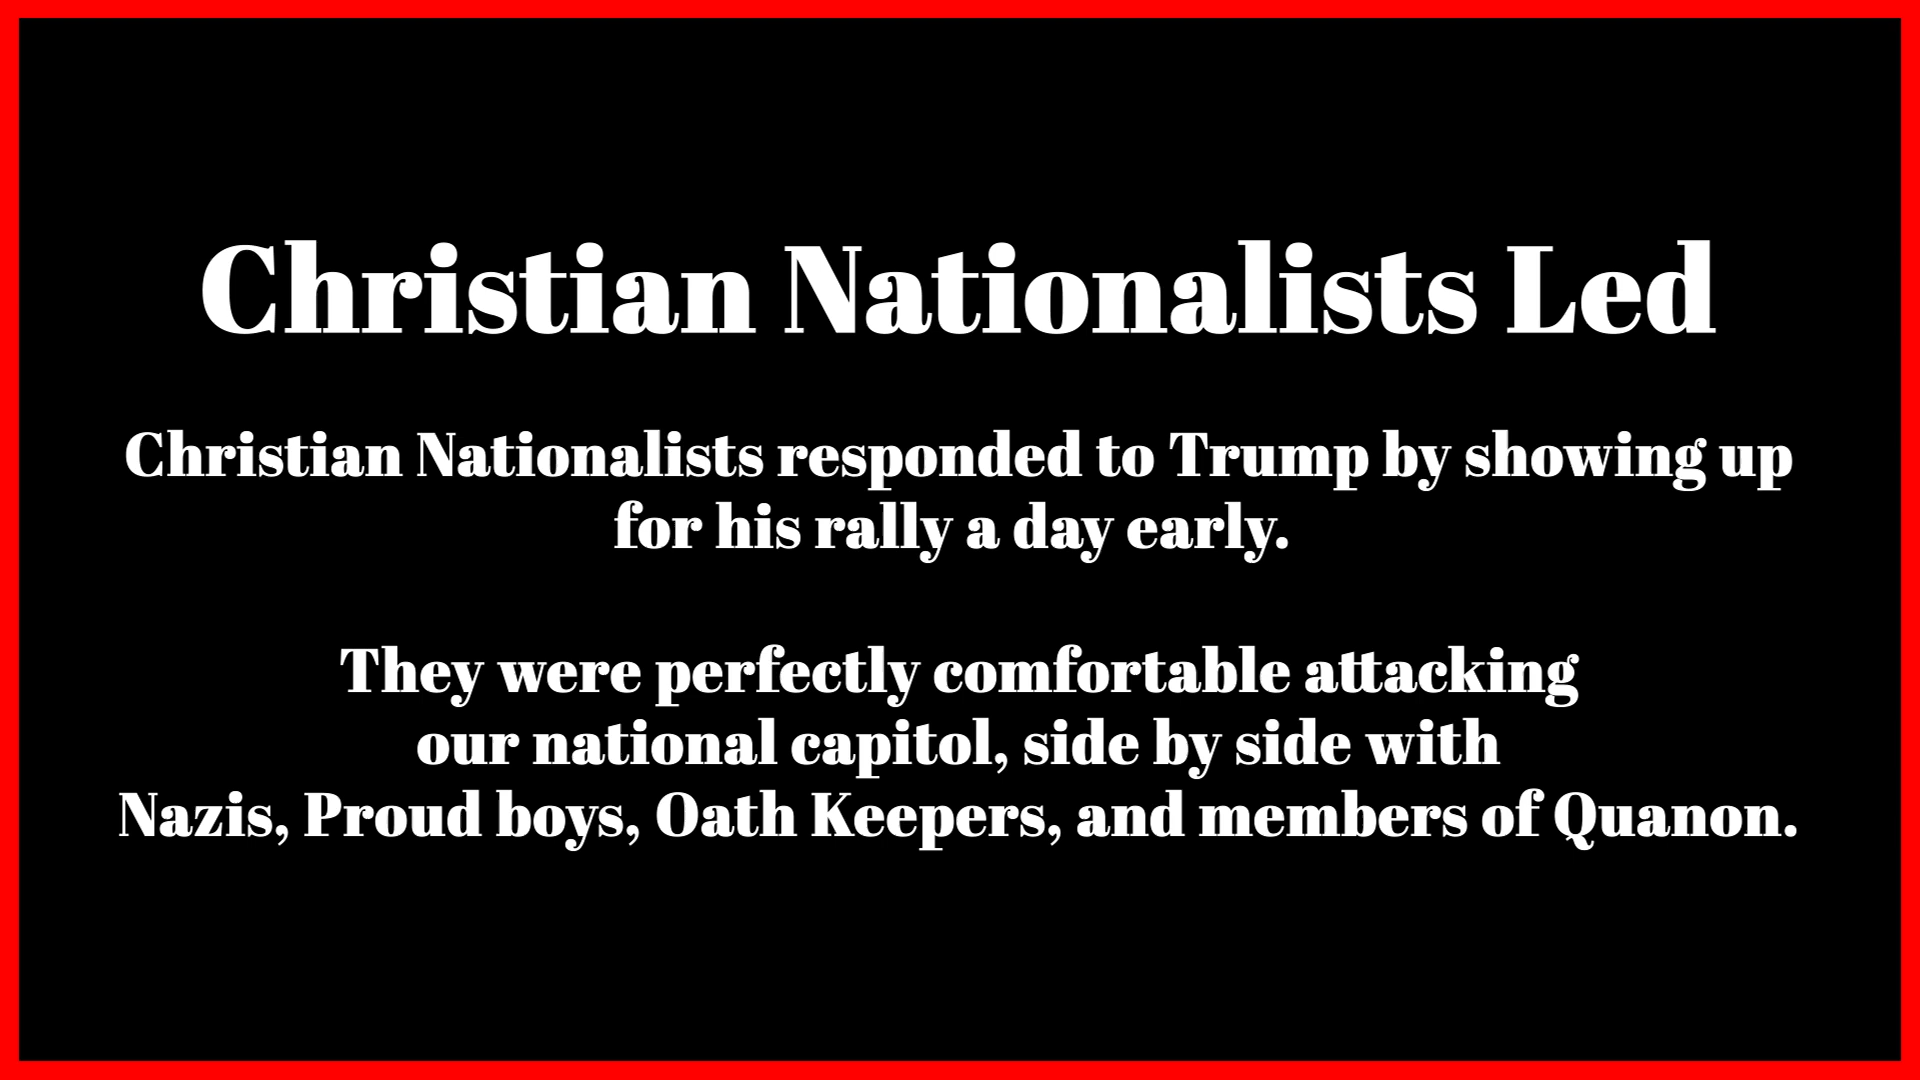 Christian Nationalists Led
Christian Nationalists responded to Trump by showing up
for his rally a day early.
They were perfectly comfortable attacking
our national capitol, side by side with
Nazis, Proud boys, Oath Keepers, and members of Quanon.